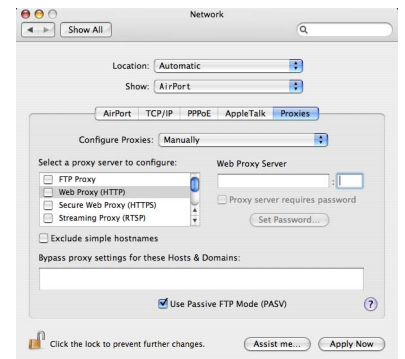 Network
Show All
Location: Automatic
Show: AirPort
AirPort TCP/IP PPPoE AppleTalk Proxies
Configure Proxies: Manually
Select a proxy server to configure: Web Proxy Server
FTP Proxy
Web Proxy (HTTP) :
Secure Web Proxy (HTTPS) Proxy server requires password
Streaming Proxy (RTSP) Set Password...
Exclude simple hostnames
Bypass proxy settings for these Hosts & Domains:
Use Passive FTP Mode (PASV) ?
Click the lock to prevent further changes. Assist me... Apply Now